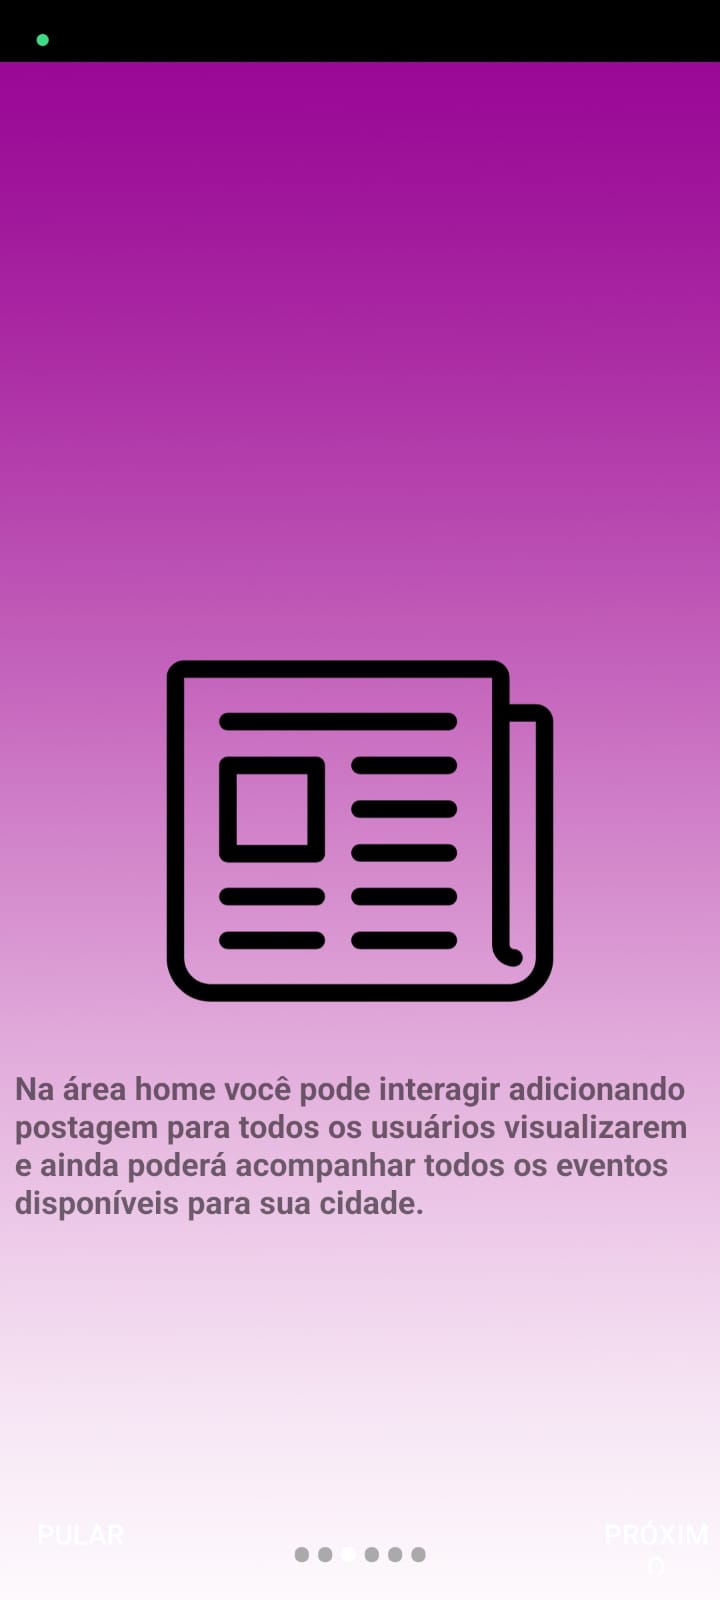 Na área home você pode interagir adicionando
postagem para todos os usuários visualizarem
e ainda poderá acompanhar todos os eventos
disponíveis para sua cidade.
PULAR
PRÓXIM
O